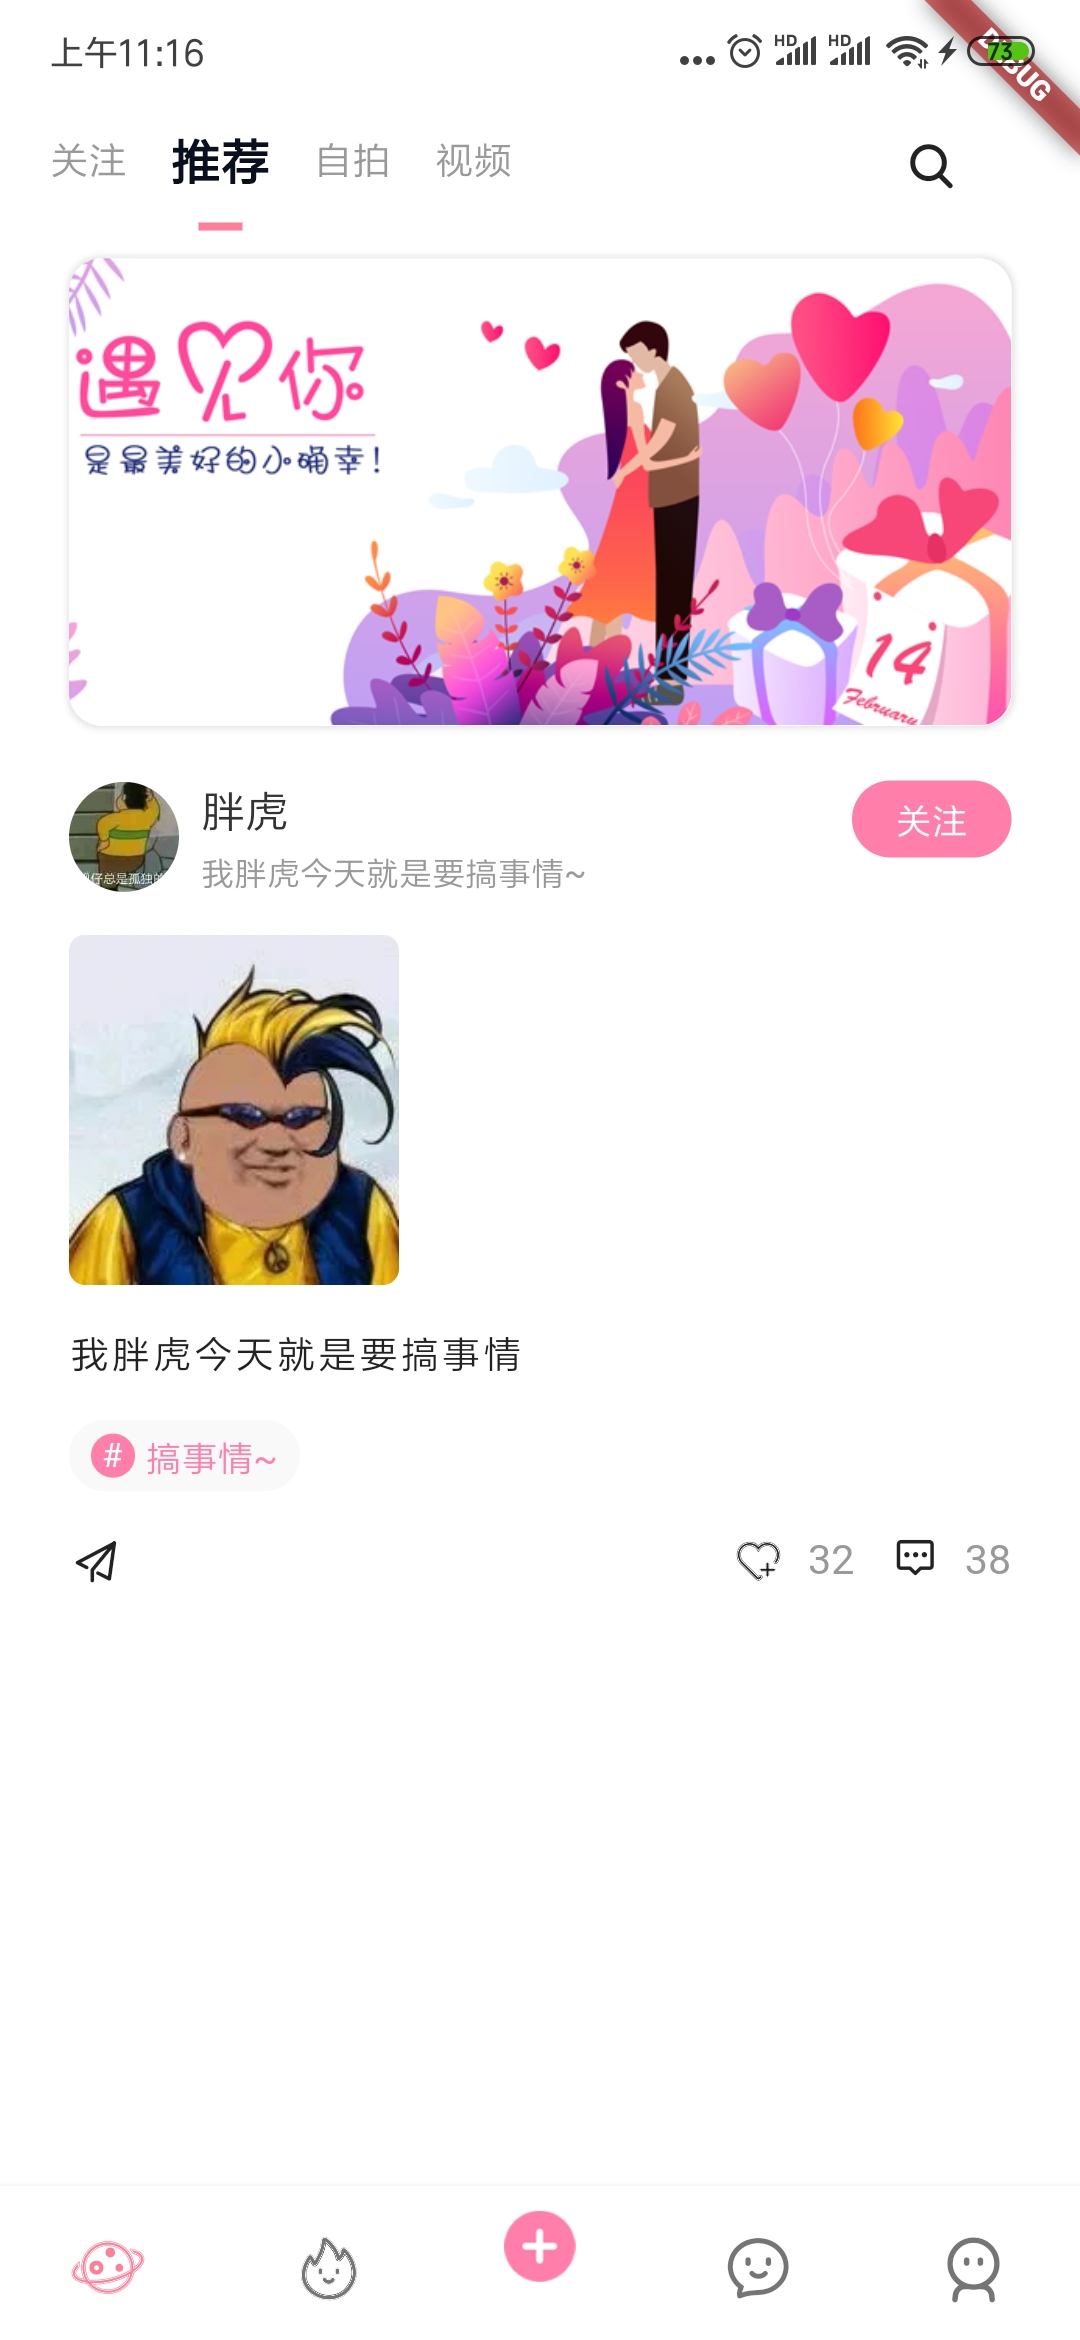 上午11:16
HD HD 73
关注 推荐 自拍 视频
遇见你
是最美好的小确幸!
14
February
胖虎
关注
我胖虎今天就是要搞事情~
仔总是孤独的
我胖虎今天就是要搞事情
# 搞事情~
32 38